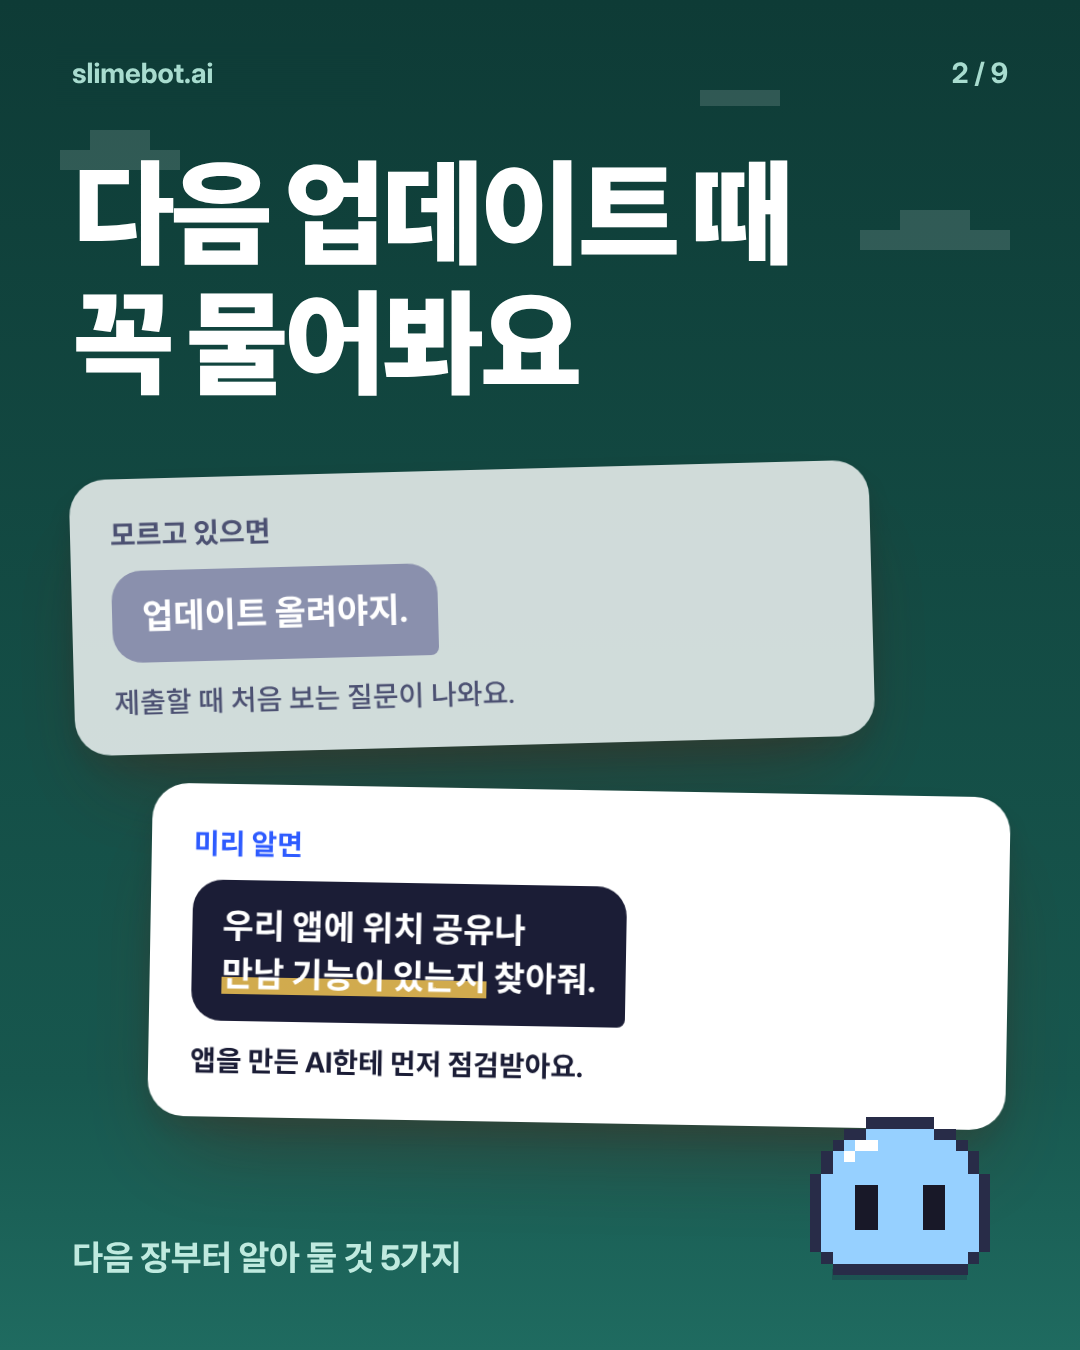 slimebot.ai
2 / 9
다음 업데이트 때
꼭 물어봐요
모르고 있으면
업데이트 올려야지.
제출할 때 처음 보는 질문이 나와요.
미리 알면
우리 앱에 위치 공유나
만남 기능이 있는지 찾아줘.
앱을 만든 AI한테 먼저 점검받아요.
다음 장부터 알아 둘 것 5가지